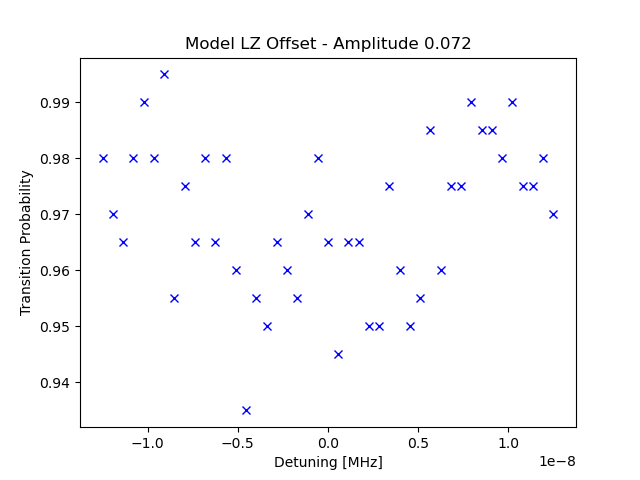 Model LZ Offset - Amplitude 0.072
Transition Probability
0.99
0.98
0.97
0.96
0.95
0.94
−1.0 −0.5 0.0 0.5 1.0
1e−8
Detuning [MHz]